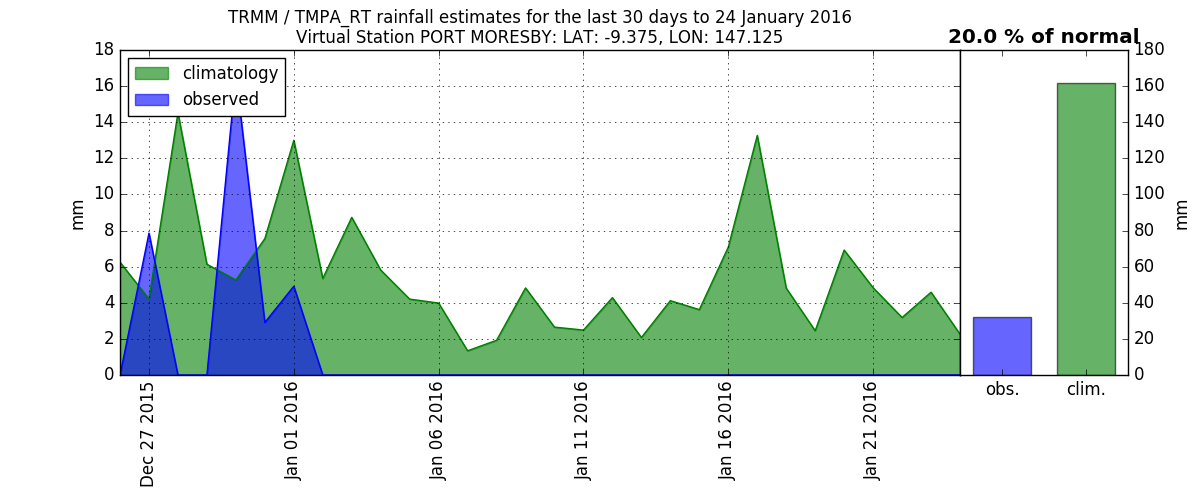 TRMM / TMPA_RT rainfall estimates for the last 30 days to 24 January 2016
Virtual Station PORT MORESBY: LAT: -9.375, LON: 147.125
20.0 % of normal
climatology
observed
18
16
14
12
10
8
6
4
2
0
mm
Dec 27 2015
Jan 01 2016
Jan 06 2016
Jan 11 2016
Jan 16 2016
Jan 21 2016
180
160
140
120
100
80
60
40
20
0
mm
obs.
clim.